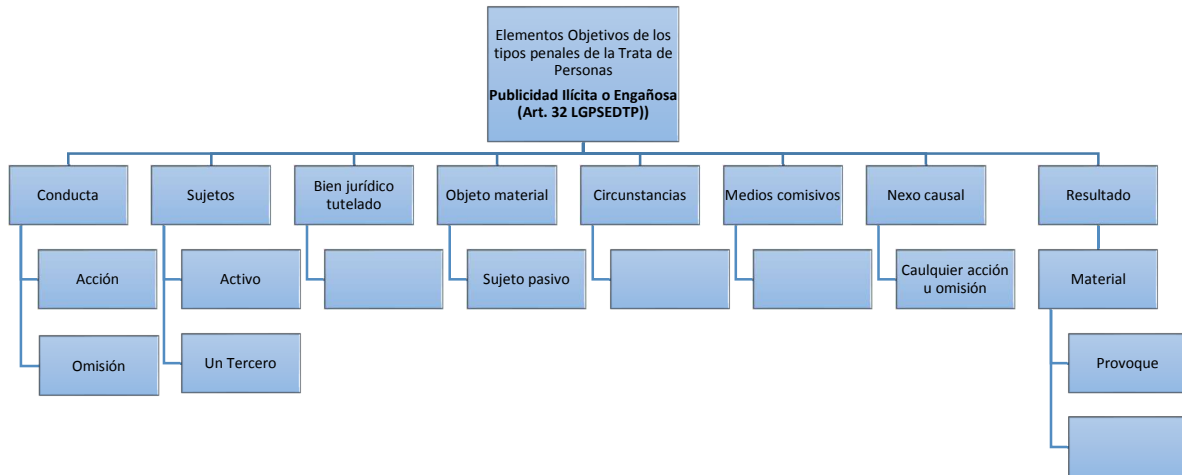 Elementos Objetivos de los
tipos penales de la Trata de
Personas
Publicidad Ilícita o Engañosa
(Art. 32 LGPSEDTP))
Conducta
Sujetos
Bien jurídico
tutelado
Objeto material
Circunstancias
Medios comisivos
Nexo causal
Resultado
Acción
Activo
Sujeto pasivo
Caulquier acción
u omisión
Material
Omisión
Un Tercero
Provoque